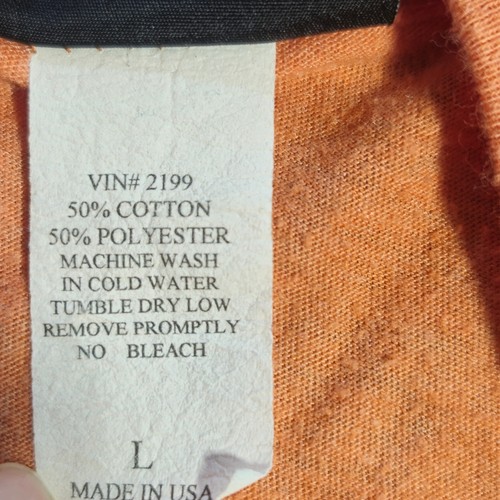 VIN# 2199
50% COTTON
50% POLYESTER
MACHINE WASH
IN COLD WATER
TUMBLE DRY LOW
REMOVE PROMPTLY
NO BLEACH
L
MADE IN USA